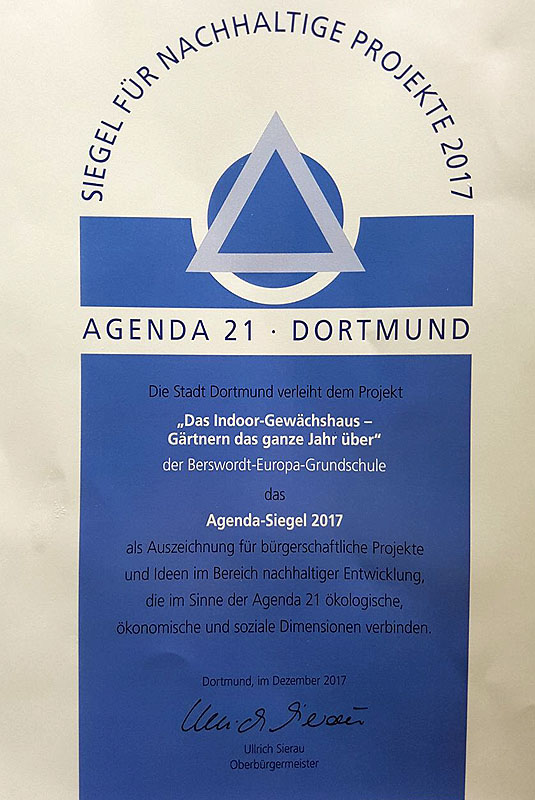 SIEGEL FÜR NACHHALTIGE PROJEKTE 2017
AGENDA 21 · DORTMUND
Die Stadt Dortmund verleiht dem Projekt
„Das Indoor-Gewächshaus –
Gärtnern das ganze Jahr über“
der Berswordt-Europa-Grundschule
das
Agenda-Siegel 2017
als Auszeichnung für bürgerschaftliche Projekte
und Ideen im Bereich nachhaltiger Entwicklung,
die im Sinne der Agenda 21 ökologische,
ökonomische und soziale Dimensionen verbinden.
Dortmund, im Dezember 2017
Ullrich Sierau
Ullrich Sierau
Oberbürgermeister